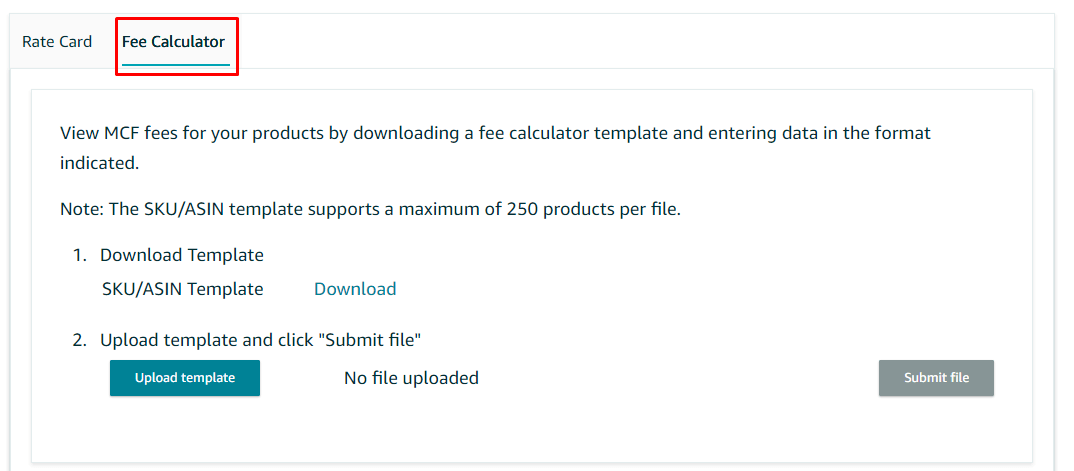 Rate Card
Fee Calculator
View MCF fees for your products by downloading a fee calculator template and entering data in the format
indicated.
Note: The SKU/ASIN template supports a maximum of 250 products per file.
1. Download Template
SKU/ASIN Template Download
2. Upload template and click "Submit file"
Upload template No file uploaded Submit file